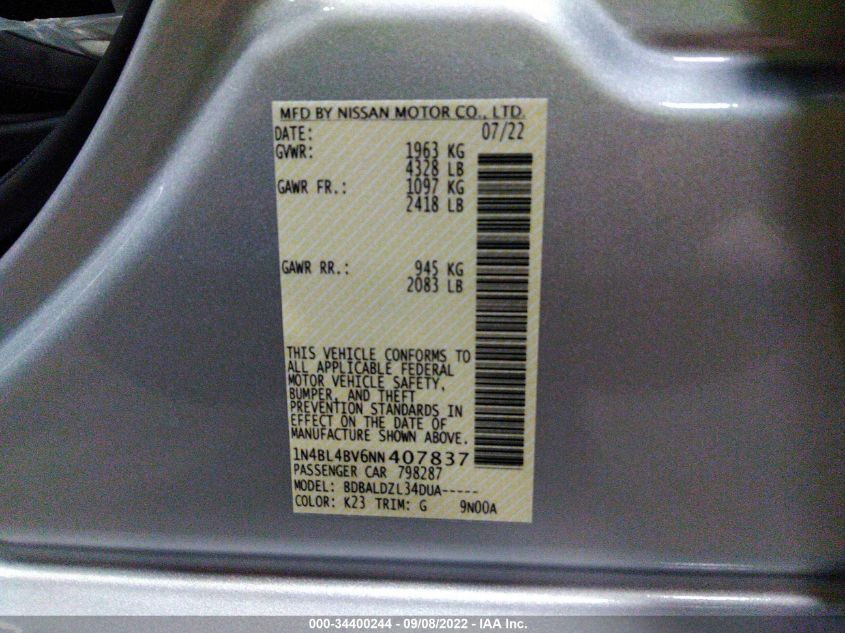 MFD BY NISSAN MOTOR CO., LTD.
DATE: 07/22
GVWR: 1963 KG
4328 LB
GAWR FR.: 1097 KG
2418 LB
GAWR RR.: 945 KG
2083 LB
THIS VEHICLE CONFORMS TO
ALL APPLICABLE FEDERAL
MOTOR VEHICLE SAFETY,
BUMPER, AND THEFT
PREVENTION STANDARDS IN
EFFECT ON THE DATE OF
MANUFACTURE SHOWN ABOVE.
1N4BL4BV6NN407837
PASSENGER CAR 798287
MODEL: BDBALDZL34DUA-----
COLOR: K23 TRIM: G 9N00A
000-34400244 - 09/08/2022 - IAA Inc.